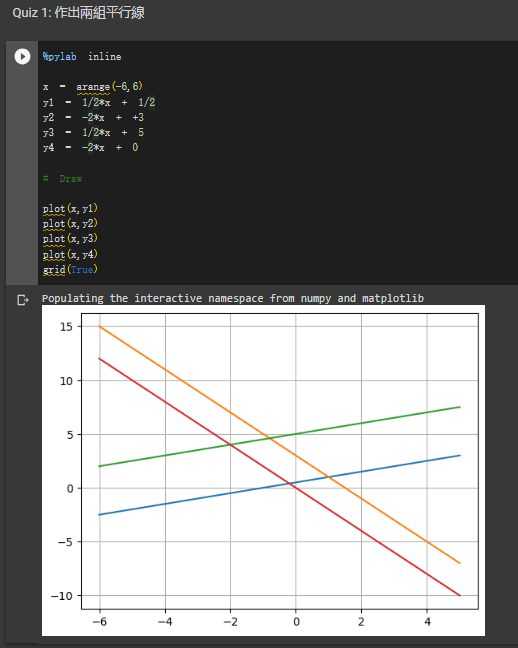 Quiz 1: 作出兩組平行線
%pylab inline
x = arange(-6,6)
y1 = 1/2*x + 1/2
y2 = -2*x + +3
y3 = 1/2*x + 5
y4 = -2*x + 0
# Draw
plot(x,y1)
plot(x,y2)
plot(x,y3)
plot(x,y4)
grid(True)
Populating the interactive namespace from numpy and matplotlib
15
10
5
0
−5
−10
−6 −4 −2 0 2 4